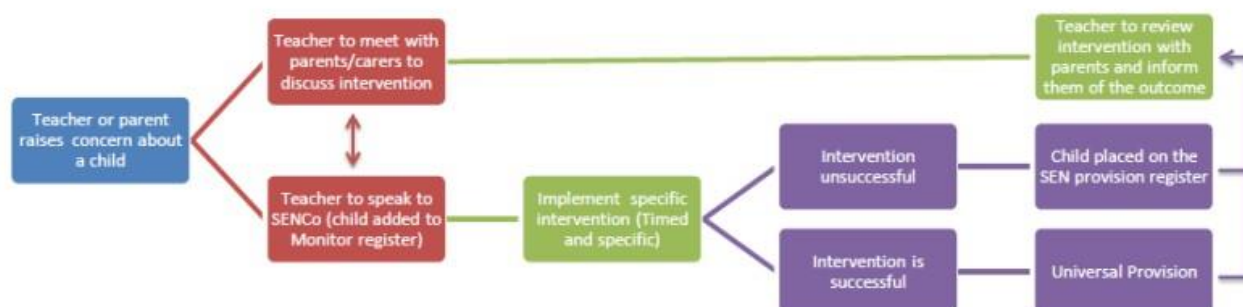 Teacher or parent
raises concern about
a child
Teacher to meet with
parents/carers to
discuss intervention
Teacher to speak to
SENCo (child added to
Monitor register)
Implement specific
intervention (Timed
and specific)
Intervention
unsuccessful
Intervention is
successful
Child placed on the
SEN provision register
Universal Provision
Teacher to review
intervention with
parents and inform
them of the outcome